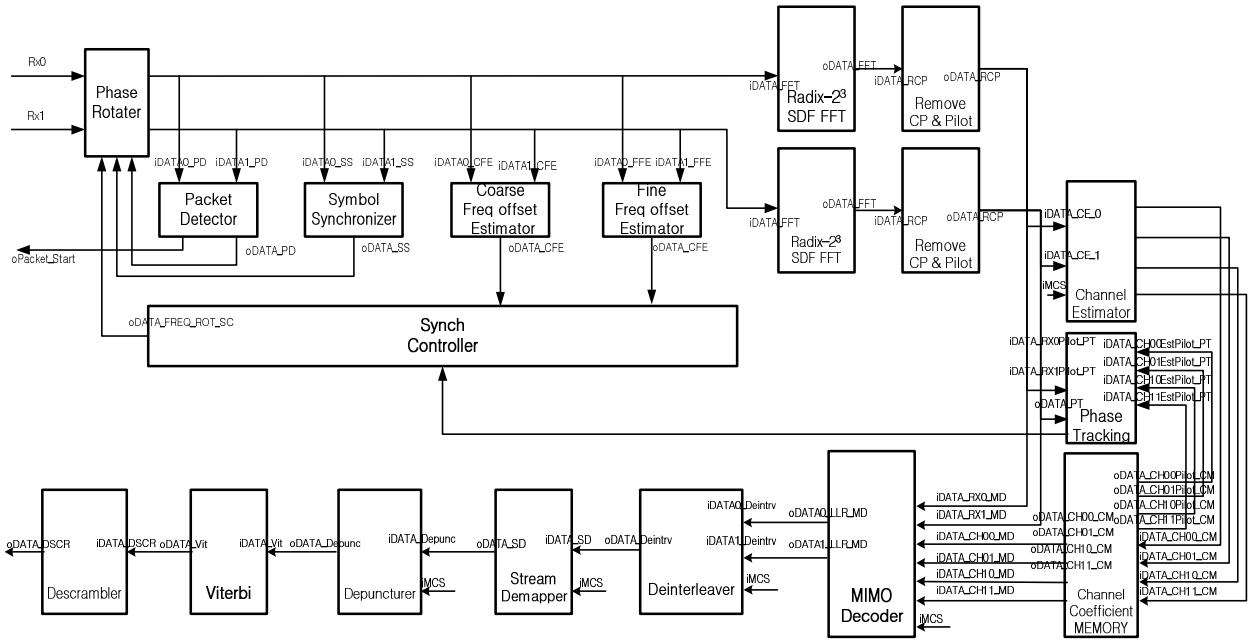 Rx0
Rx1
Phase
Rotater
iDATA0_PD
iDATA1_PD
Packet
Detector
oPacket_Start
oDATA_PD
iDATA0_SS
iDATA1_SS
Symbol
Synchronizer
oDATA_SS
iDATA0_CFE
iDATA1_CFE
Coarse
Freq offset
Estimator
oDATA_CFE
iDATA0_FFE
iDATA1_FFE
Fine
Freq offset
Estimator
oDATA_CFE
oDATA_FREQ_ROT_SC
Synch
Controller
iDATA_FFT
oDATA_FFT
Radix-2³
SDF FFT
iDATA_RCP
oDATA_RCP
Remove
CP & Pilot
iDATA_FFT
oDATA_FFT
Radix-2³
SDF FFT
iDATA_RCP
oDATA_RCP
Remove
CP & Pilot
iDATA_CE_0
iDATA_CE_1
iMCS
Channel
Estimator
iDATA_RX0Pilot_PT
iDATA_RX1Pilot_PT
oDATA_PT
iDATA_CH00EstPilot_PT
iDATA_CH01EstPilot_PT
iDATA_CH10EstPilot_PT
iDATA_CH11EstPilot_PT
Phase
Tracking
oDATA_CH00Pilot_CM
oDATA_CH01Pilot_CM
oDATA_CH10Pilot_CM
oDATA_CH11Pilot_CM
oDATA_CH00_CM
oDATA_CH01_CM
oDATA_CH10_CM
oDATA_CH11_CM
iDATA_CH00_CM
iDATA_CH01_CM
iDATA_CH10_CM
iDATA_CH11_CM
Channel
Coefficient
MEMORY
iDATA_RX0_MD
iDATA_RX1_MD
iDATA_CH00_MD
iDATA_CH01_MD
iDATA_CH10_MD
iDATA_CH11_MD
iMCS
MIMO
Decoder
oDATA0_LLR_MD
oDATA1_LLR_MD
iDATA0_Deintrv
iDATA1_Deintrv
iMCS
Deinterleaver
oDATA_Deintrv
iDATA_SD
iMCS
Stream
Demapper
oDATA_SD
iDATA_Depunc
iMCS
Depuncturer
oDATA_Depunc
iDATA_Vit
Viterbi
oDATA_Vit
iDATA_DSCR
Descrambler
oDATA_DSCR